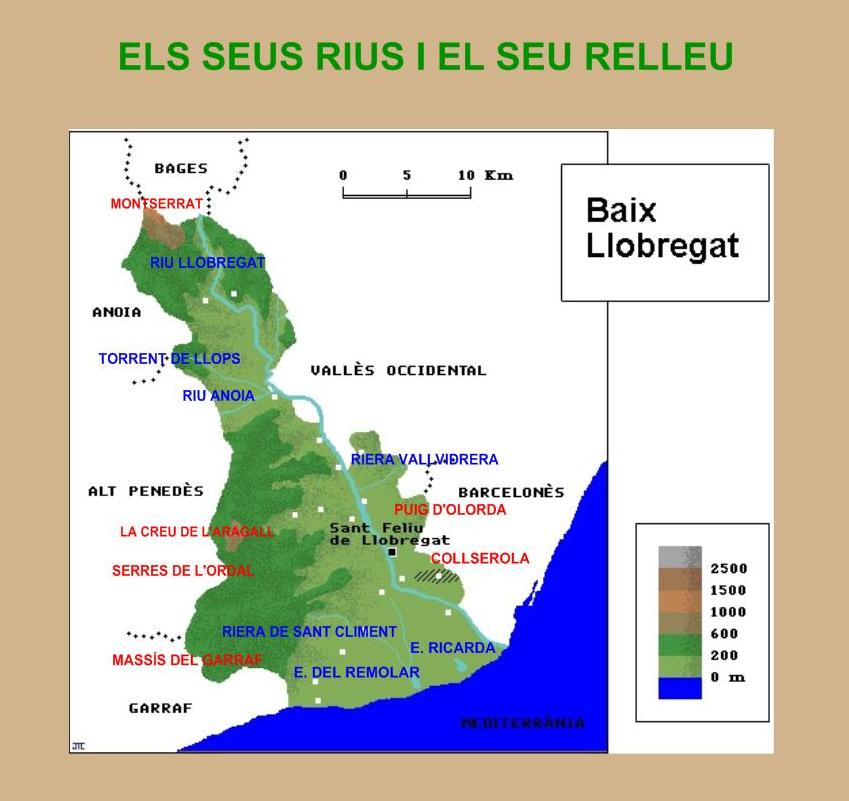 ELS SEUS RIUS I EL SEU RELLEU
BAGES
0 5 10 Km
Baix
Llobregat
MONTSERRAT
RIU LLOBREGAT
ANOIA
TORRENT DE LLOPS
VALLÈS OCCIDENTAL
RIU ANOIA
RIERA VALLVIDRERA
ALT PENEDÈS
BARCELONÈS
PUIG D'OLORDA
LA CREU DE L'ARAGALL
Sant Feliu
de Llobregat
COLLSEROLA
SERRES DE L'ORDAL
2500
1500
1000
600
200
0 m
RIERA DE SANT CLIMENT
E. RICARDA
MASSÍS DEL GARRAF
E. DEL REMOLAR
GARRAF
MEDITERRÀNIA